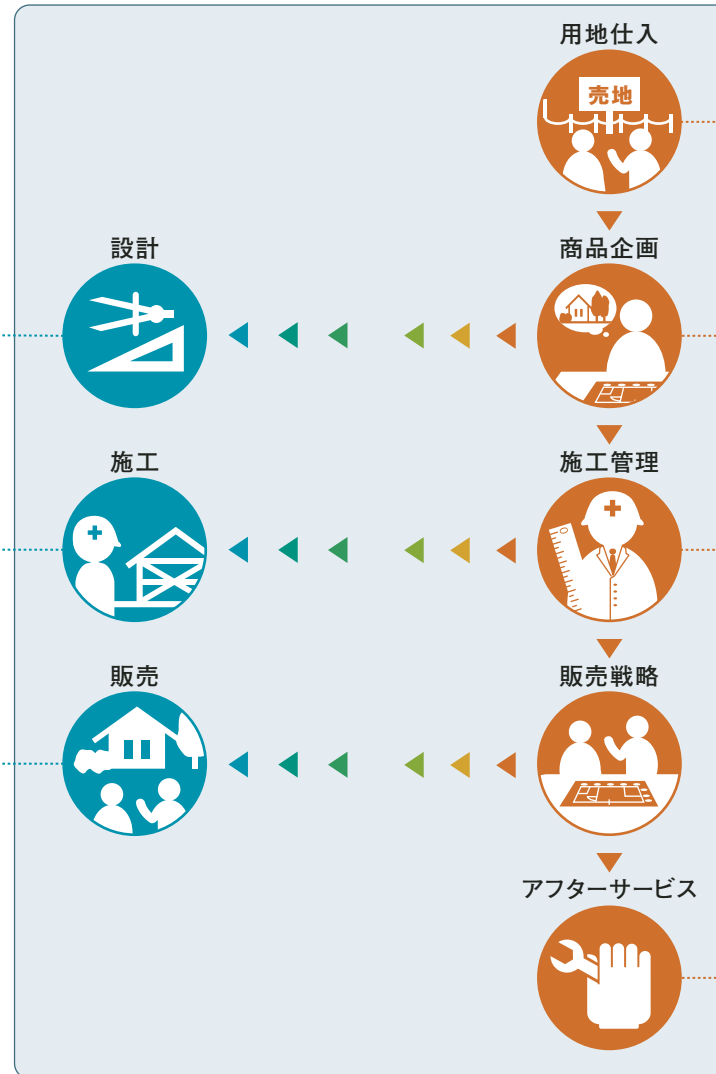 用地仕入
売地
設計
商品企画
施工
施工管理
販売
販売戦略
アフターサービス